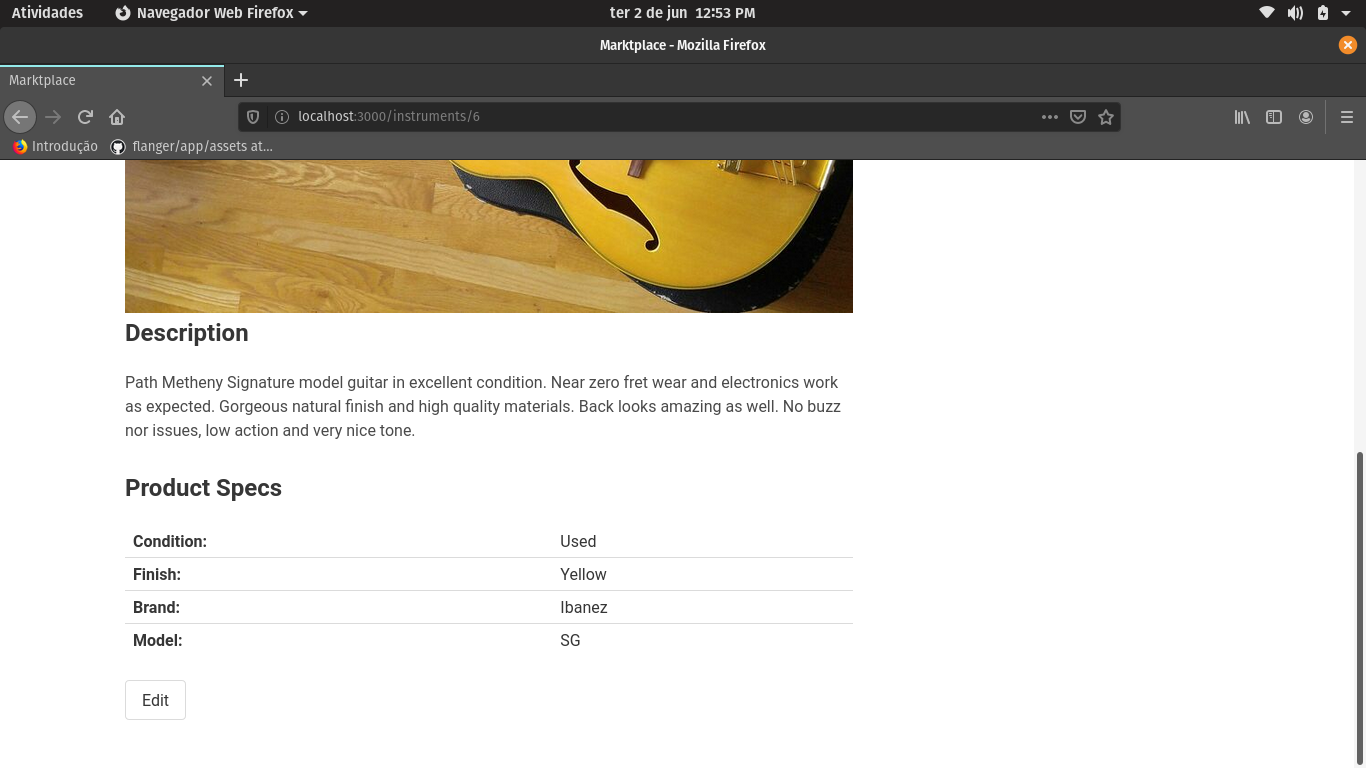 Atividades Navegador Web Firefox ter 2 de jun 12:53 PM
Marktplace - Mozilla Firefox
Marktplace
localhost:3000/instruments/6
Introdução flanger/app/assets at...
Description
Path Metheny Signature model guitar in excellent condition. Near zero fret wear and electronics work
as expected. Gorgeous natural finish and high quality materials. Back looks amazing as well. No buzz
nor issues, low action and very nice tone.
Product Specs
Condition: Used
Finish: Yellow
Brand: Ibanez
Model: SG
Edit